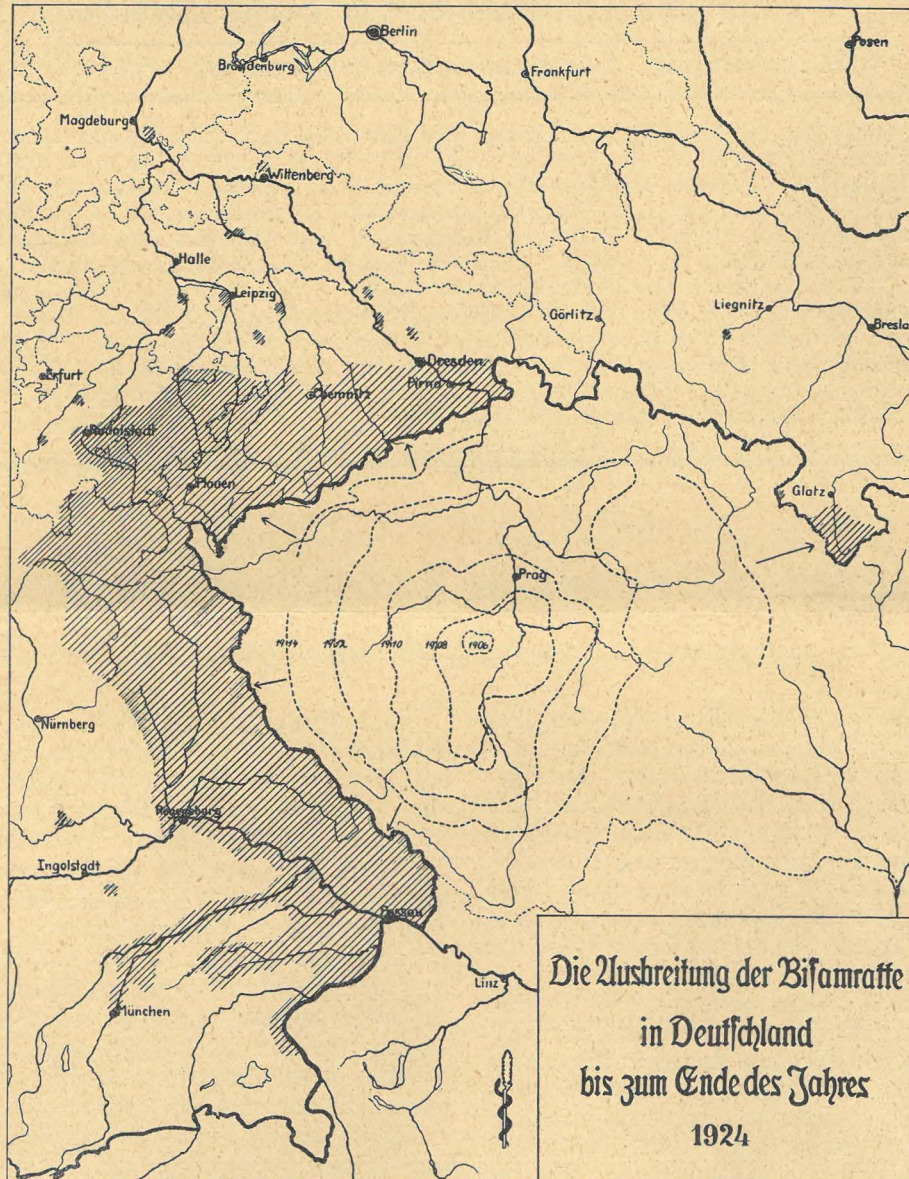 Berlin
Brandenburg
Posen
Frankfurt
Magdeburg
Wittenberg
Halle
Leipzig
Görlitz
Liegnitz
Breslau
Dresden
Pirna
Erfurt
Chemnitz
Rudolstadt
Plauen
Glatz
Prag
1914 1912 1910 1908 1906
Nürnberg
Regensburg
Ingolstadt
Passau
Linz
München
Die Ausbreitung der Bisamratte
in Deutschland
bis zum Ende des Jahres
1924